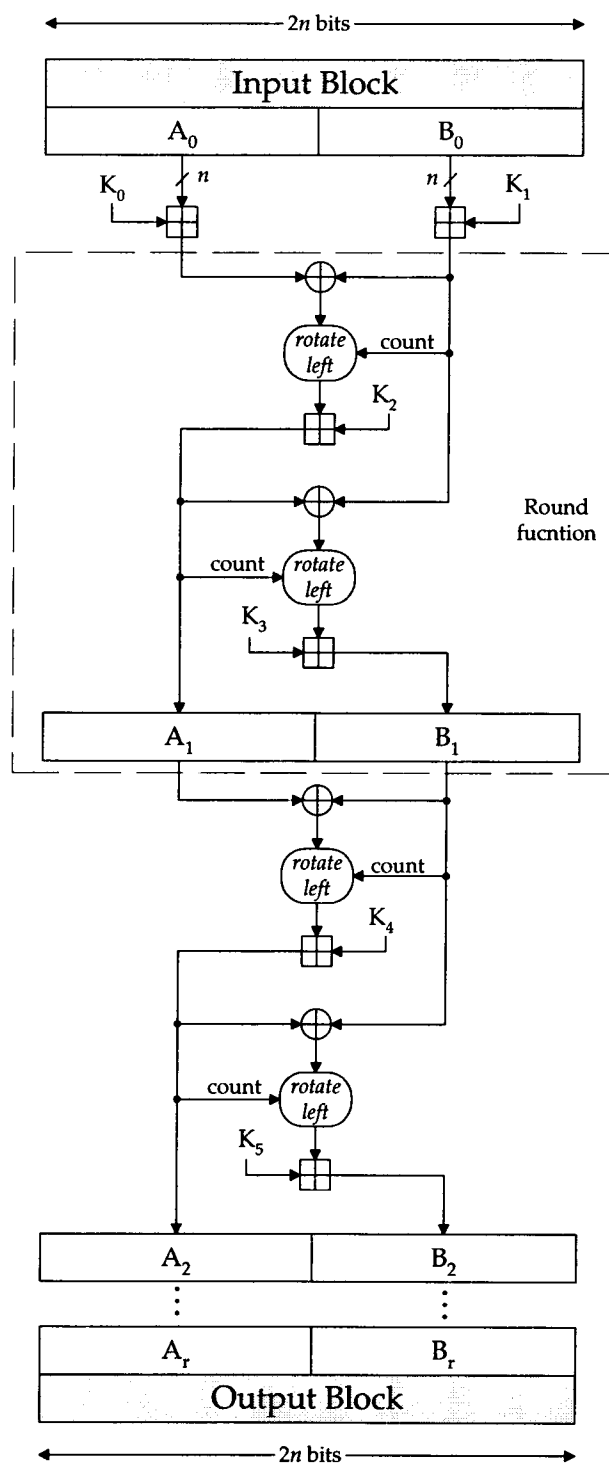 2n bits
Input Block
A₀ B₀
n n
K₀ K₁
rotate left
count
K₂
Round fucntion
count
rotate left
K₃
A₁ B₁
rotate left
count
K₄
count
rotate left
K₅
A₂ B₂
Aᵣ Bᵣ
Output Block
2n bits